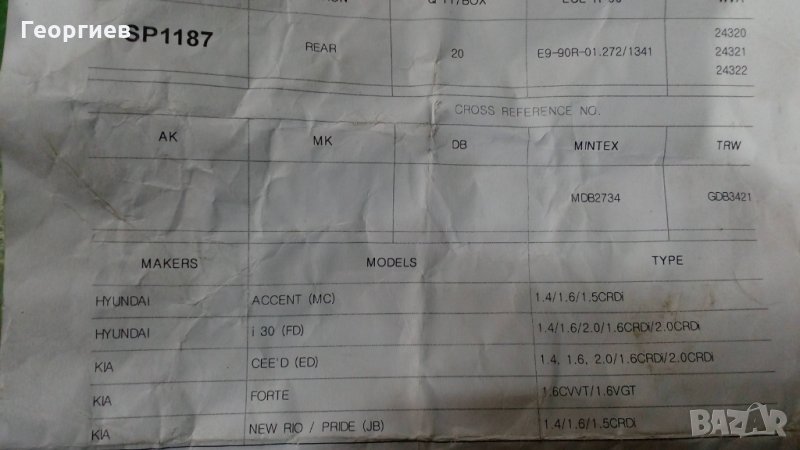 Георгиев
SP1187 REAR 20 E9-90R-01.272/1341 24320
24321
24322
CROSS REFERENCE NO.
AK MK DB MINTEX TRW
MDB2734 GDB3421
MAKERS MODELS TYPE
HYUNDAI ACCENT (MC) 1.4/1.6/1.5CRDi
HYUNDAI i 30 (FD) 1.4/1.6/2.0/1.6CRDi/2.0CRDi
KIA CEE'D (ED) 1.4, 1.6, 2.0/1.6CRDi/2.0CRDi
KIA FORTE 1.6CVVT/1.6VGT
KIA NEW RIO / PRIDE (JB) 1.4/1.6/1.5CRDi
BAZAR